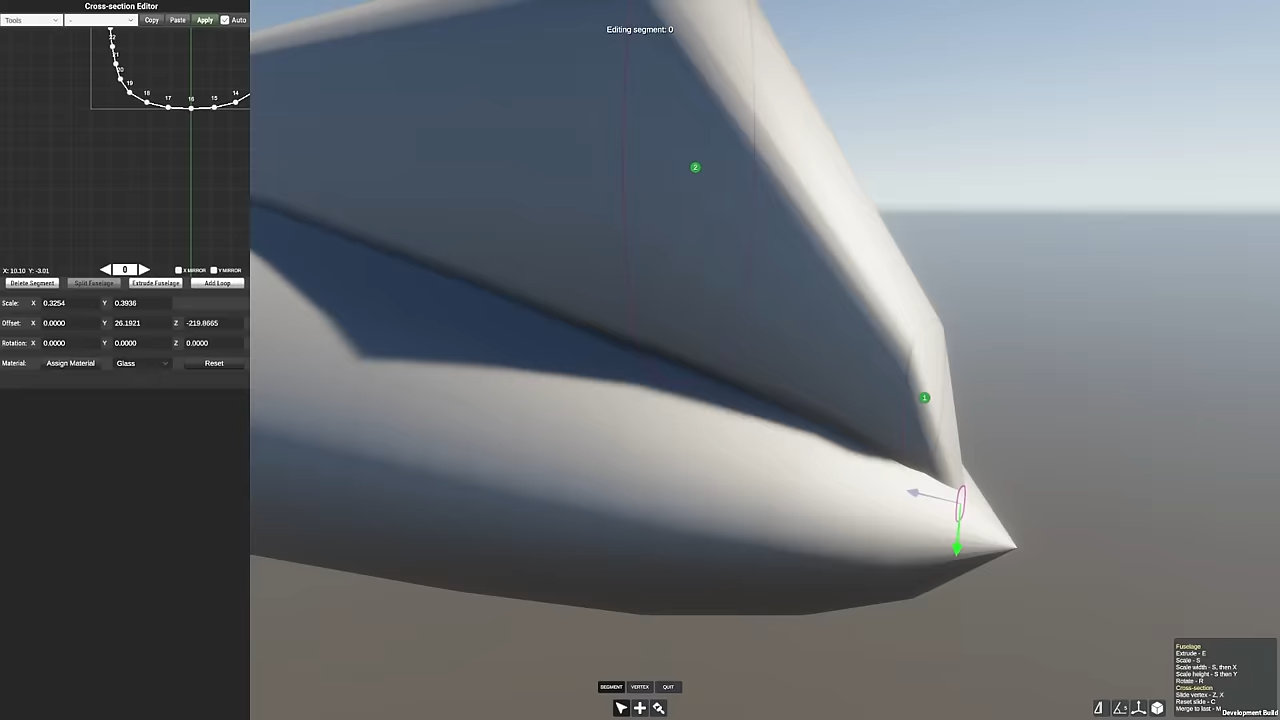 Cross-section Editor
Tools - Copy Paste Apply Auto
Editing segment: 0
22
21
20
19
18
17
16
15
14
2
1
X: 10.10 Y: -3.01 0 X MIRROR Y MIRROR
Delete Segment Split Fuselage Extrude Fuselage Add Loop
Scale: X 0.3254 Y 0.3936
Offset: X 0.0000 Y 26.1921 Z -219.8665
Rotation: X 0.0000 Y 0.0000 Z 0.0000
Material: Assign Material Glass Reset
SEGMENT VERTEX QUIT
Fuselage
Extrude - E
Scale - S
Scale width - S, then X
Scale height - S then Y
Rotate - R
Cross-section
Slide vertex - Z, X
Reset slide - C
Merge to last - M
Development Build